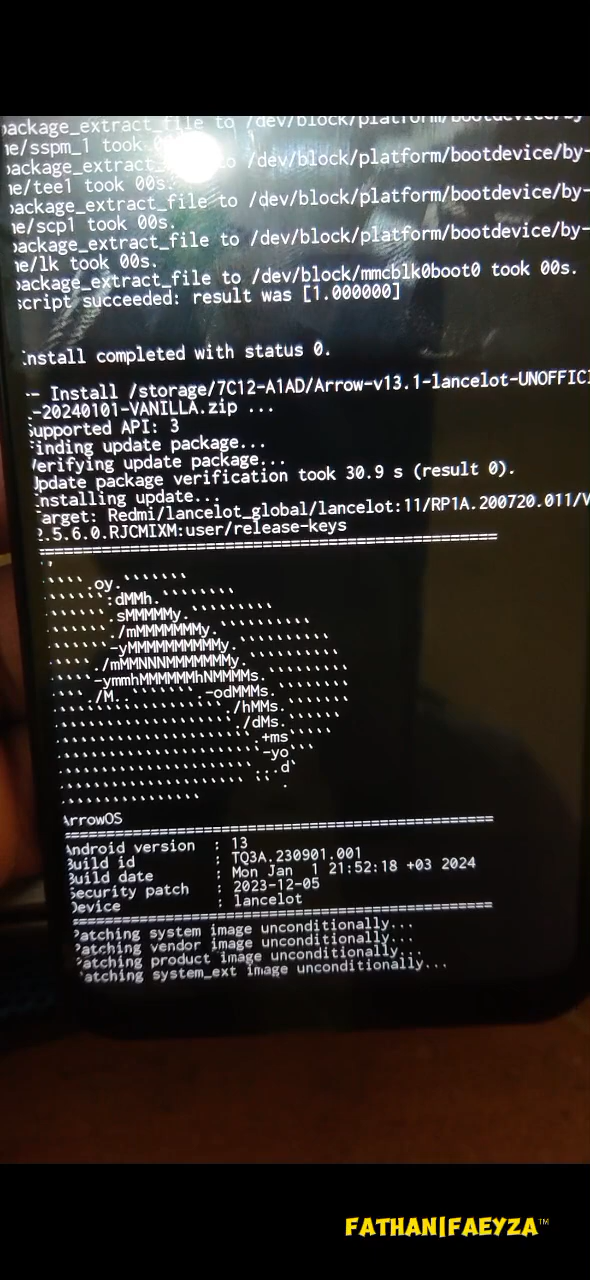 package_extract_file to /dev/block/platform/bootdevice/by-
me/sspm_1 took
package_extract_file to /dev/block/platform/bootdevice/by-
me/tee1 took 00s.
package_extract_file to /dev/block/platform/bootdevice/by-
me/scp1 took 00s.
package_extract_file to /dev/block/platform/bootdevice/by-
me/lk took 00s.
package_extract_file to /dev/block/mmcblk0boot0 took 00s.
script succeeded: result was [1.000000]
Install completed with status 0.
-- Install /storage/7C12-A1AD/Arrow-v13.1-lancelot-UNOFFICI
-20240101-VANILLA.zip ...
Supported API: 3
Finding update package...
Verifying update package...
Update package verification took 30.9 s (result 0).
Installing update...
Target: Redmi/lancelot_global/lancelot:11/RP1A.200720.011/V
2.5.6.0.RJCMIXM:user/release-keys
ArrowOS
Android version : 13
Build id : TQ3A.230901.001
Build date : Mon Jan 1 21:52:18 +03 2024
Security patch : 2023-12-05
Device : lancelot
Patching system image unconditionally...
Patching vendor image unconditionally...
Patching product image unconditionally...
Patching system_ext image unconditionally...
FATHAN|FAEYZA™